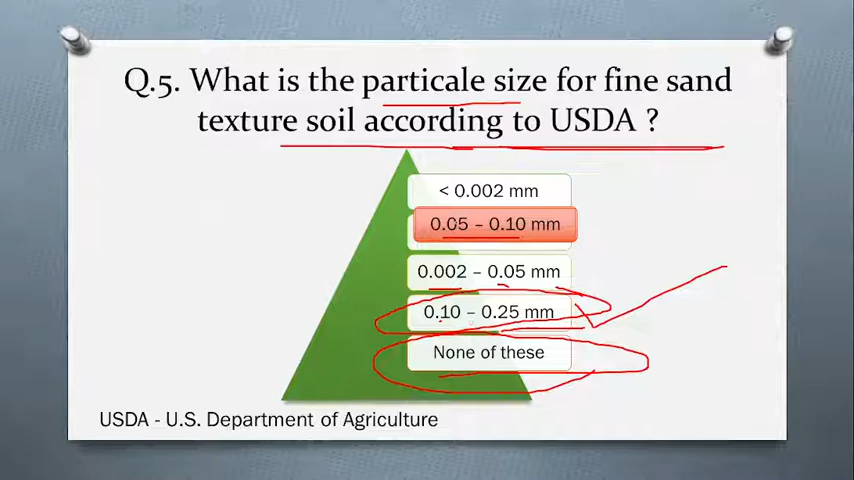 Q.5. What is the particale size for fine sand
texture soil according to USDA ?
< 0.002 mm
0.05 – 0.10 mm
0.002 – 0.05 mm
0.10 – 0.25 mm
None of these
USDA - U.S. Department of Agriculture